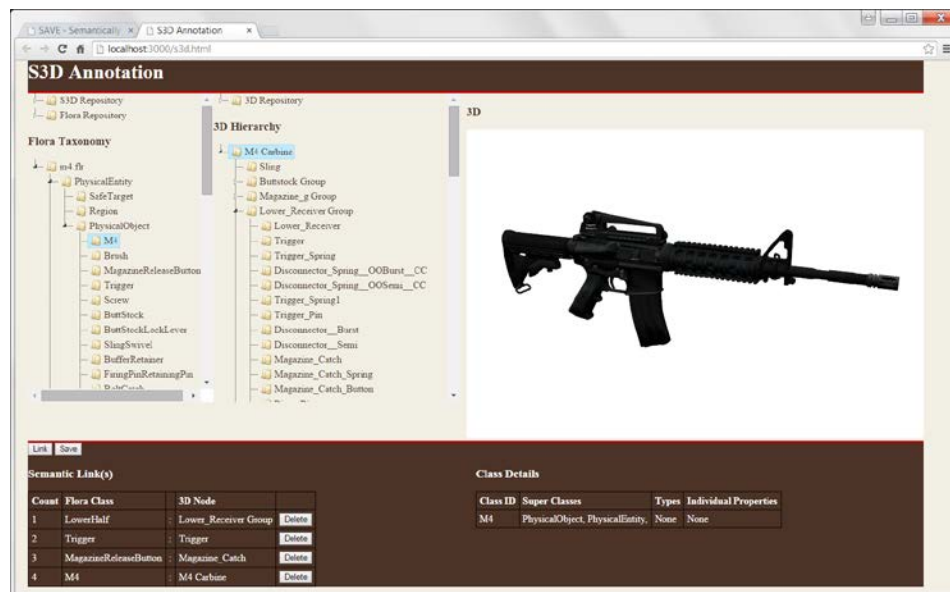 SAVE - Semantically
S3D Annotation
localhost:3000/s3d.html
S3D Annotation
S3D Repository
Flora Repository
Flora Taxonomy
m4.flr
PhysicalEntity
SafeTarget
Region
PhysicalObject
M4
Brush
MagazineReleaseButton
Trigger
Screw
ButtStock
ButtStockLockLever
SlingSwivel
BufferRetainer
FiringPinRetainingPin
BoltCatch
3D Repository
3D Hierarchy
M4 Carbine
Sling
Buttstock Group
Magazine_g Group
Lower_Receiver Group
Lower_Receiver
Trigger
Trigger_Spring
Disconnector_Spring__OOBurst__CC
Disconnector_Spring__OOSemi__CC
Trigger_Spring1
Trigger_Pin
Disconnector__Burst
Disconnector__Semi
Magazine_Catch
Magazine_Catch_Spring
Magazine_Catch_Button
3D
Link Save
Semantic Link(s)
Count Flora Class 3D Node
1 LowerHalf : Lower_Receiver Group Delete
2 Trigger : Trigger Delete
3 MagazineReleaseButton : Magazine_Catch Delete
4 M4 : M4 Carbine Delete
Class Details
Class ID Super Classes Types Individual Properties
M4 PhysicalObject, PhysicalEntity, None None